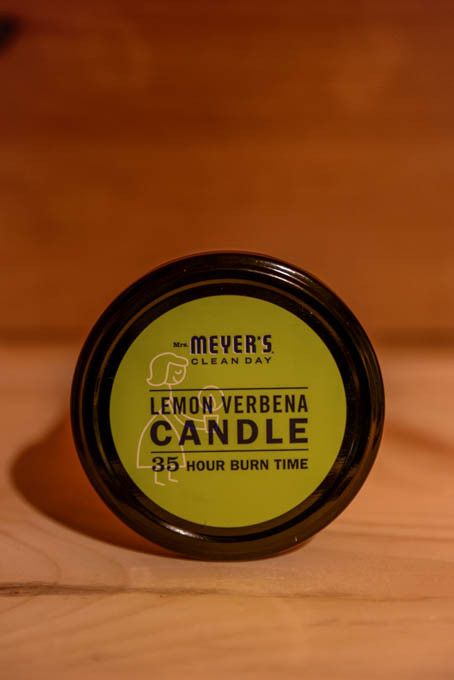 Mrs. MEYER'S
CLEAN DAY
LEMON VERBENA
CANDLE
35 HOUR BURN TIME